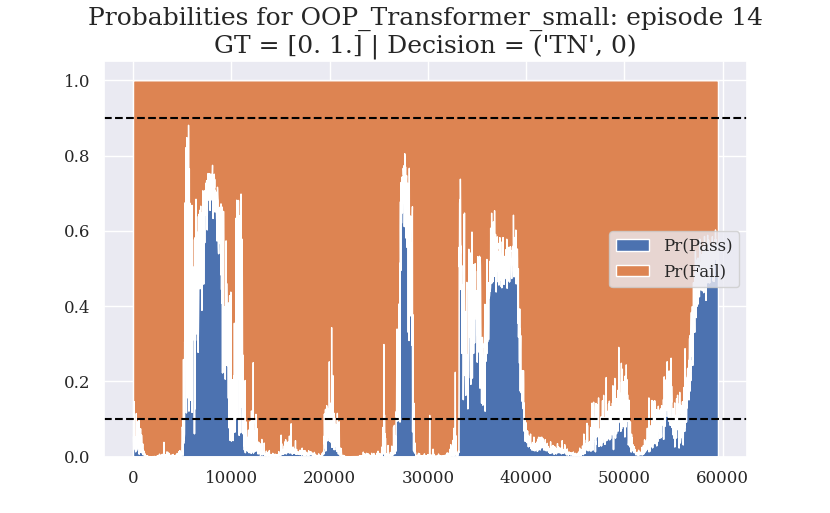 Probabilities for OOP_Transformer_small: episode 14
GT = [0. 1.] | Decision = ('TN', 0)
1.0
0.8
0.6
0.4
0.2
0.0
Pr(Pass)
Pr(Fail)
0 10000 20000 30000 40000 50000 60000